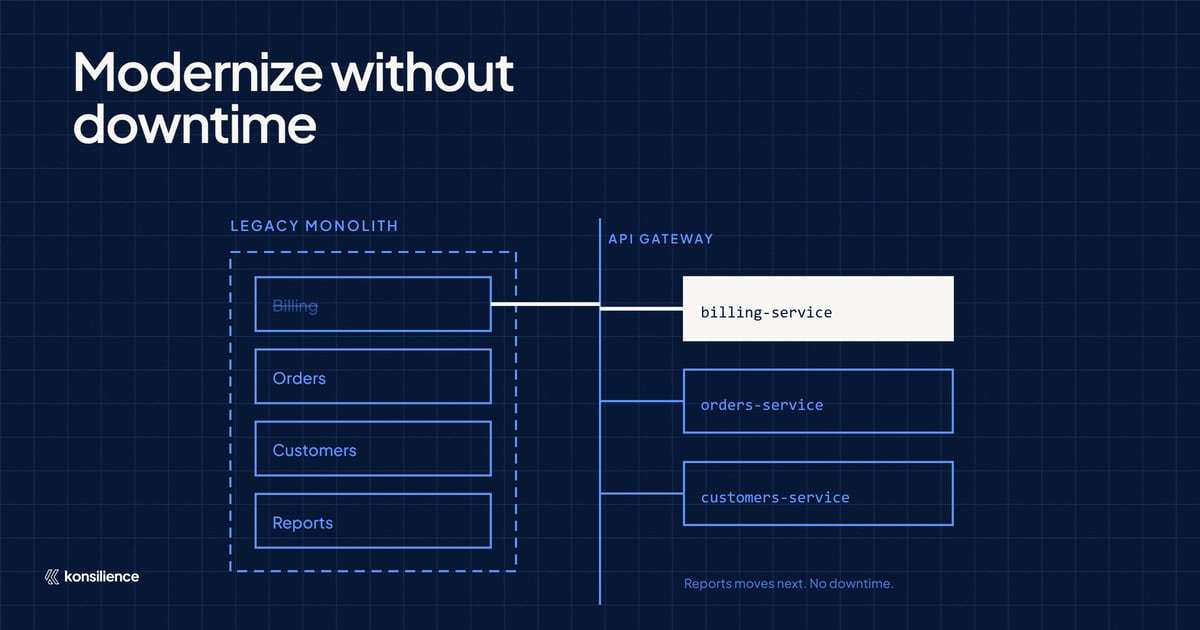 Modernize without
downtime
LEGACY MONOLITH
Billing
Orders
Customers
Reports
API GATEWAY
billing-service
orders-service
customers-service
Reports moves next. No downtime.
konsilience